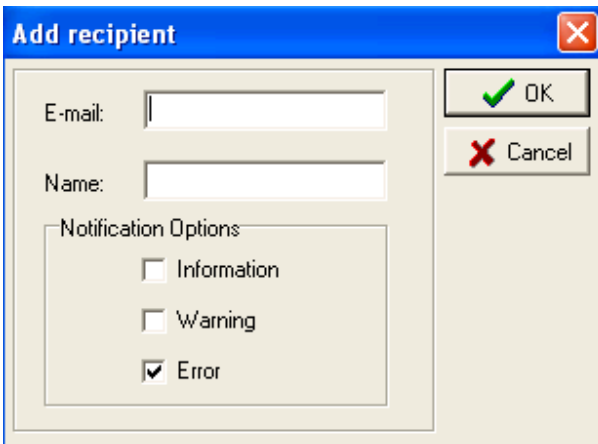 Add recipient
E-mail:
OK
Cancel
Name:
Notification Options
Information
Warning
Error